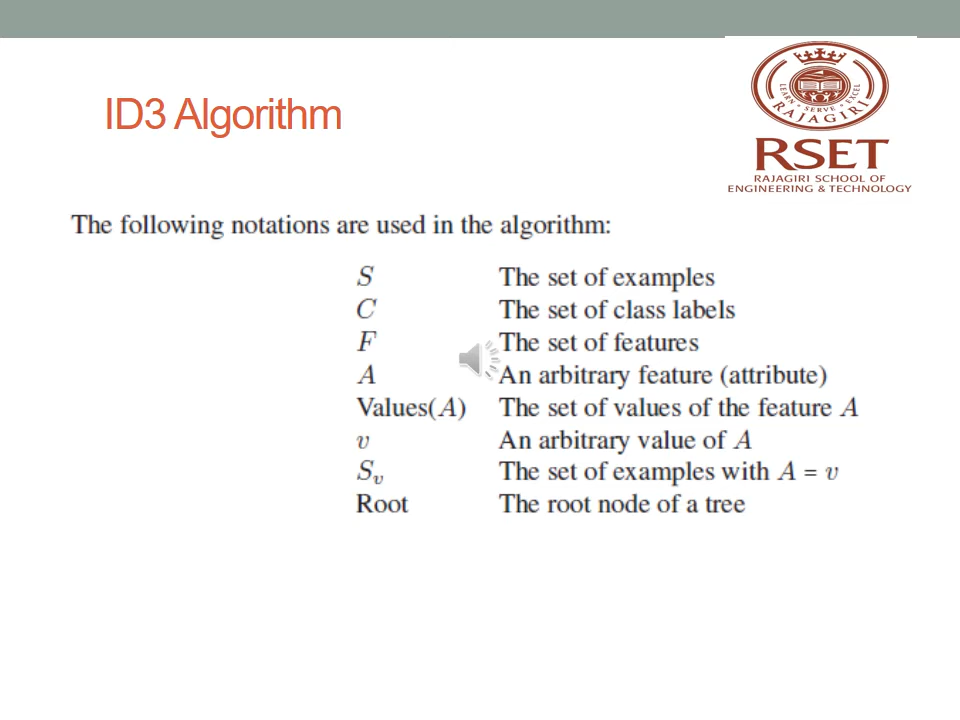 ID3 Algorithm
LEARN • SERVE • EXCEL
RAJAGIRI
RSET
RAJAGIRI SCHOOL OF
ENGINEERING & TECHNOLOGY
The following notations are used in the algorithm:
S The set of examples
C The set of class labels
F The set of features
A An arbitrary feature (attribute)
Values(A) The set of values of the feature A
v An arbitrary value of A
Sᵥ The set of examples with A = v
Root The root node of a tree